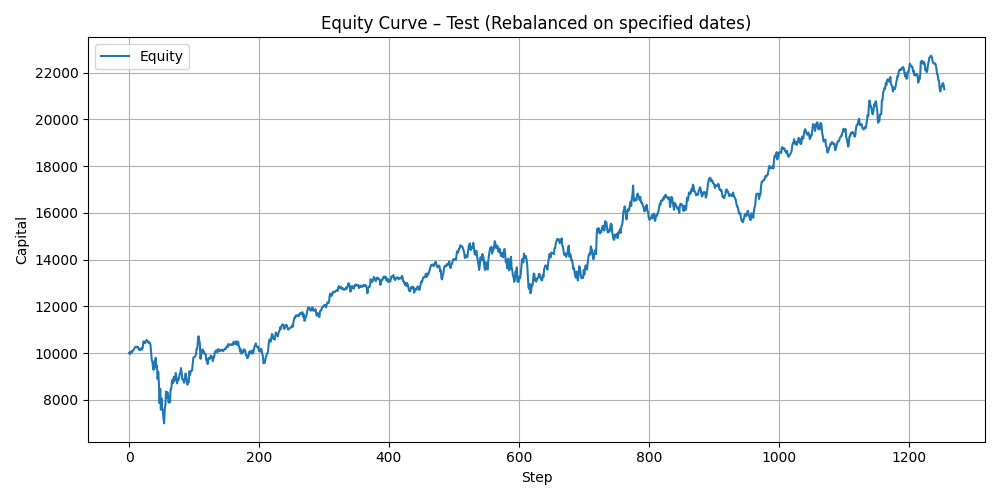 Equity Curve – Test (Rebalanced on specified dates)
Equity
22000
20000
18000
16000
14000
12000
10000
8000
Capital
0 200 400 600 800 1000 1200
Step